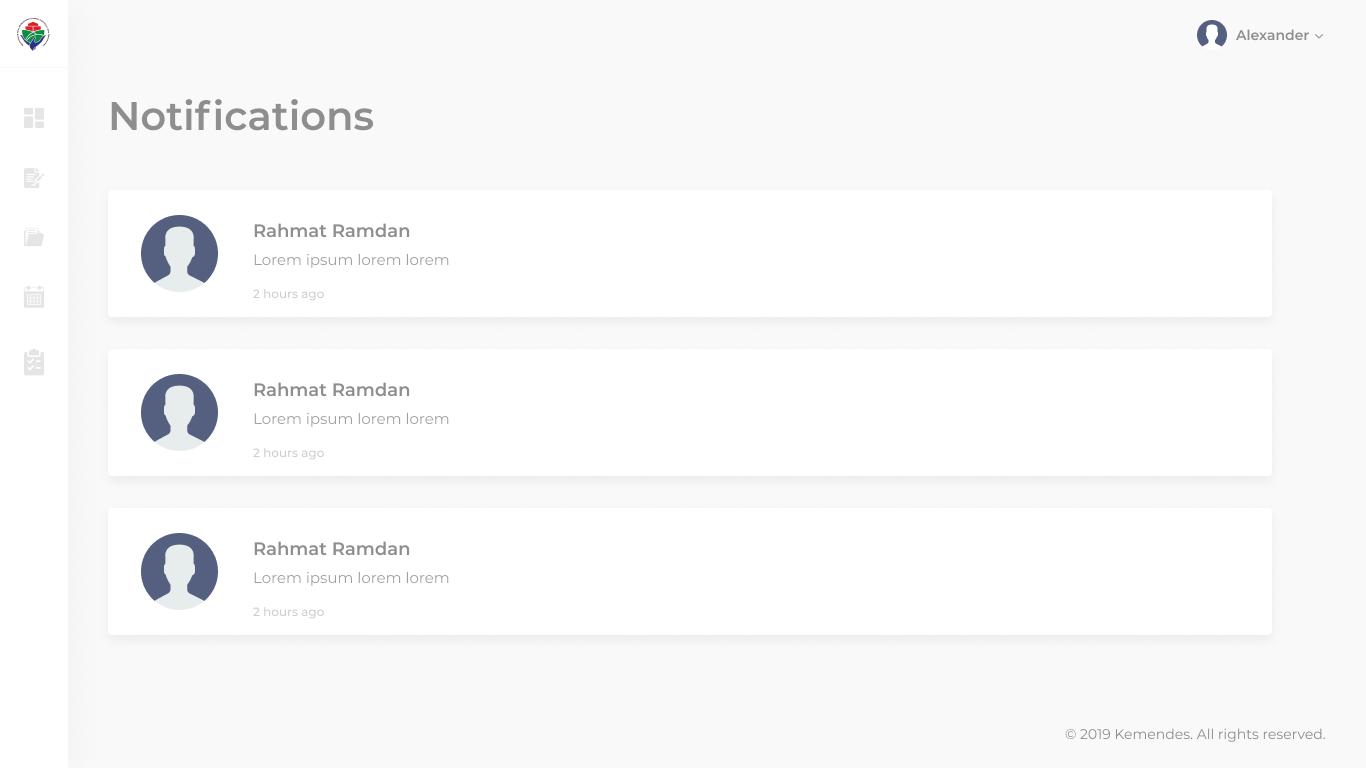 Alexander
Notifications
Rahmat Ramdan
Lorem ipsum lorem lorem
2 hours ago
Rahmat Ramdan
Lorem ipsum lorem lorem
2 hours ago
Rahmat Ramdan
Lorem ipsum lorem lorem
2 hours ago
© 2019 Kemendes. All rights reserved.